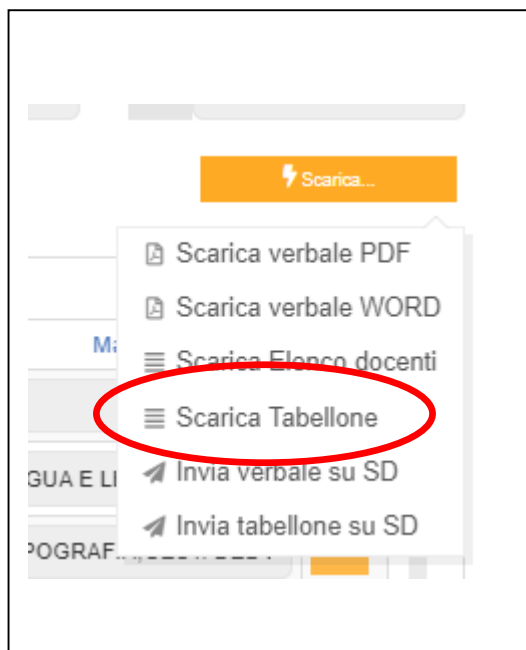 Scarica...
Scarica verbale PDF
Scarica verbale WORD
Ma
Scarica Elenco docenti
Scarica Tabellone
GUA E LI
Invia verbale su SD
Invia tabellone su SD